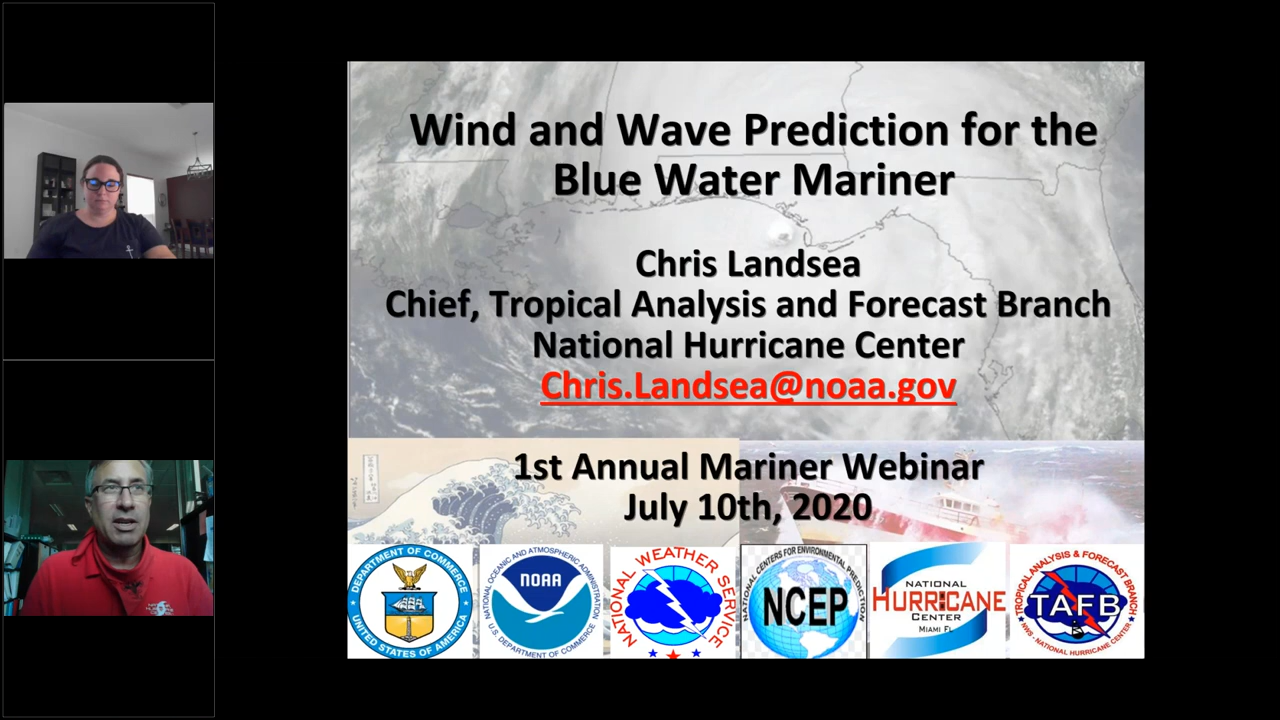 Wind and Wave Prediction for the
Blue Water Mariner
Chris Landsea
Chief, Tropical Analysis and Forecast Branch
National Hurricane Center
Chris.Landsea@noaa.gov
1st Annual Mariner Webinar
July 10th, 2020
DEPARTMENT OF COMMERCE
UNITED STATES OF AMERICA
NATIONAL OCEANIC AND ATMOSPHERIC ADMINISTRATION
NOAA
U.S. DEPARTMENT OF COMMERCE
NATIONAL WEATHER SERVICE
NATIONAL CENTERS FOR ENVIRONMENTAL PREDICTION
NCEP
NATIONAL
HURRICANE
CENTER
MIAMI FL
TROPICAL ANALYSIS & FORECAST BRANCH
TAFB
NWS - NATIONAL HURRICANE CENTER